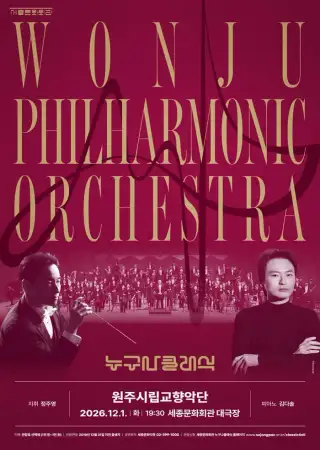 WONJU
PHILHARMONIC
ORCHESTRA
누구나 클래식
지휘 정주영
원주시립교향악단
2026.12.1. (화) 19:30 세종문화회관 대극장
피아노 김다솔